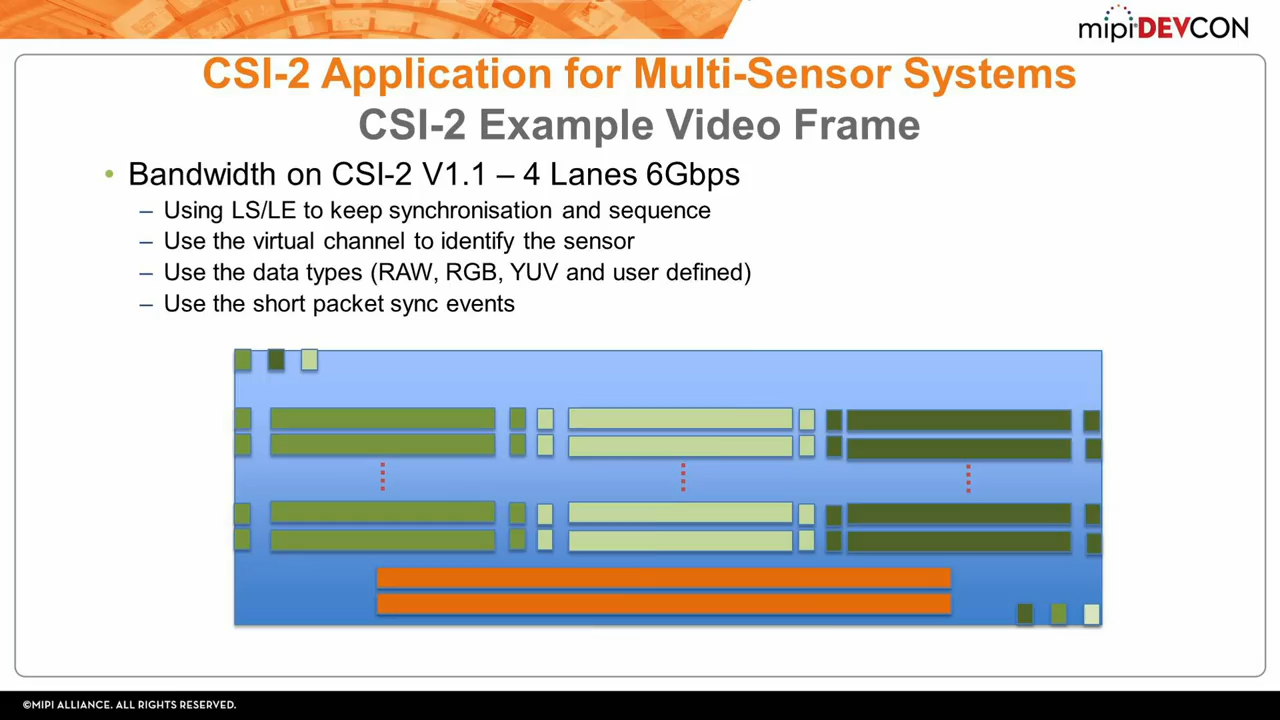 mipi DEVCON
CSI-2 Application for Multi-Sensor Systems
CSI-2 Example Video Frame
• Bandwidth on CSI-2 V1.1 – 4 Lanes 6Gbps
– Using LS/LE to keep synchronisation and sequence
– Use the virtual channel to identify the sensor
– Use the data types (RAW, RGB, YUV and user defined)
– Use the short packet sync events
©MIPI ALLIANCE. ALL RIGHTS RESERVED.